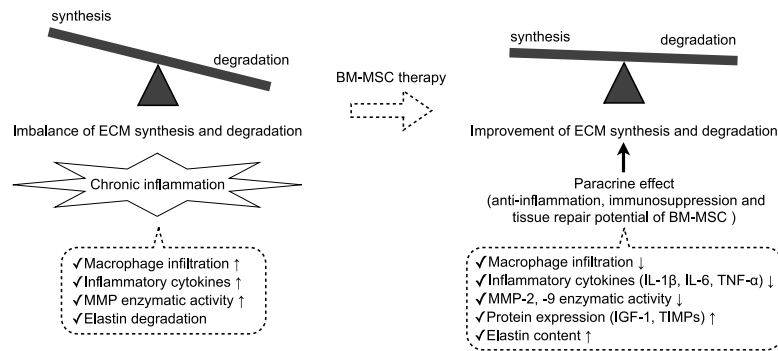 synthesis
degradation
Imbalance of ECM synthesis and degradation
Chronic inflammation
✓Macrophage infiltration ↑
✓Inflammatory cytokines ↑
✓MMP enzymatic activity ↑
✓Elastin degradation
BM-MSC therapy
synthesis
degradation
Improvement of ECM synthesis and degradation
Paracrine effect
(anti-inflammation, immunosuppression and
tissue repair potential of BM-MSC )
✓Macrophage infiltration ↓
✓Inflammatory cytokines (IL-1β, IL-6, TNF-α) ↓
✓MMP-2, -9 enzymatic activity ↓
✓Protein expression (IGF-1, TIMPs) ↑
✓Elastin content ↑